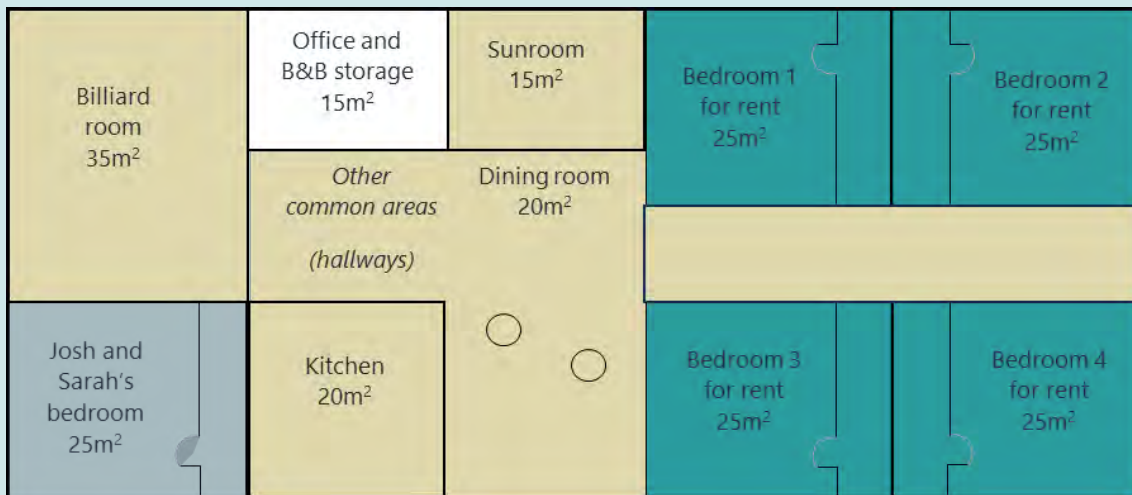 Billiard
room
35m²
Office and
B&B storage
15m²
Sunroom
15m²
Bedroom 1
for rent
25m²
Bedroom 2
for rent
25m²
Other
common areas
(hallways)
Dining room
20m²
Josh and
Sarah's
bedroom
25m²
Kitchen
20m²
Bedroom 3
for rent
25m²
Bedroom 4
for rent
25m²